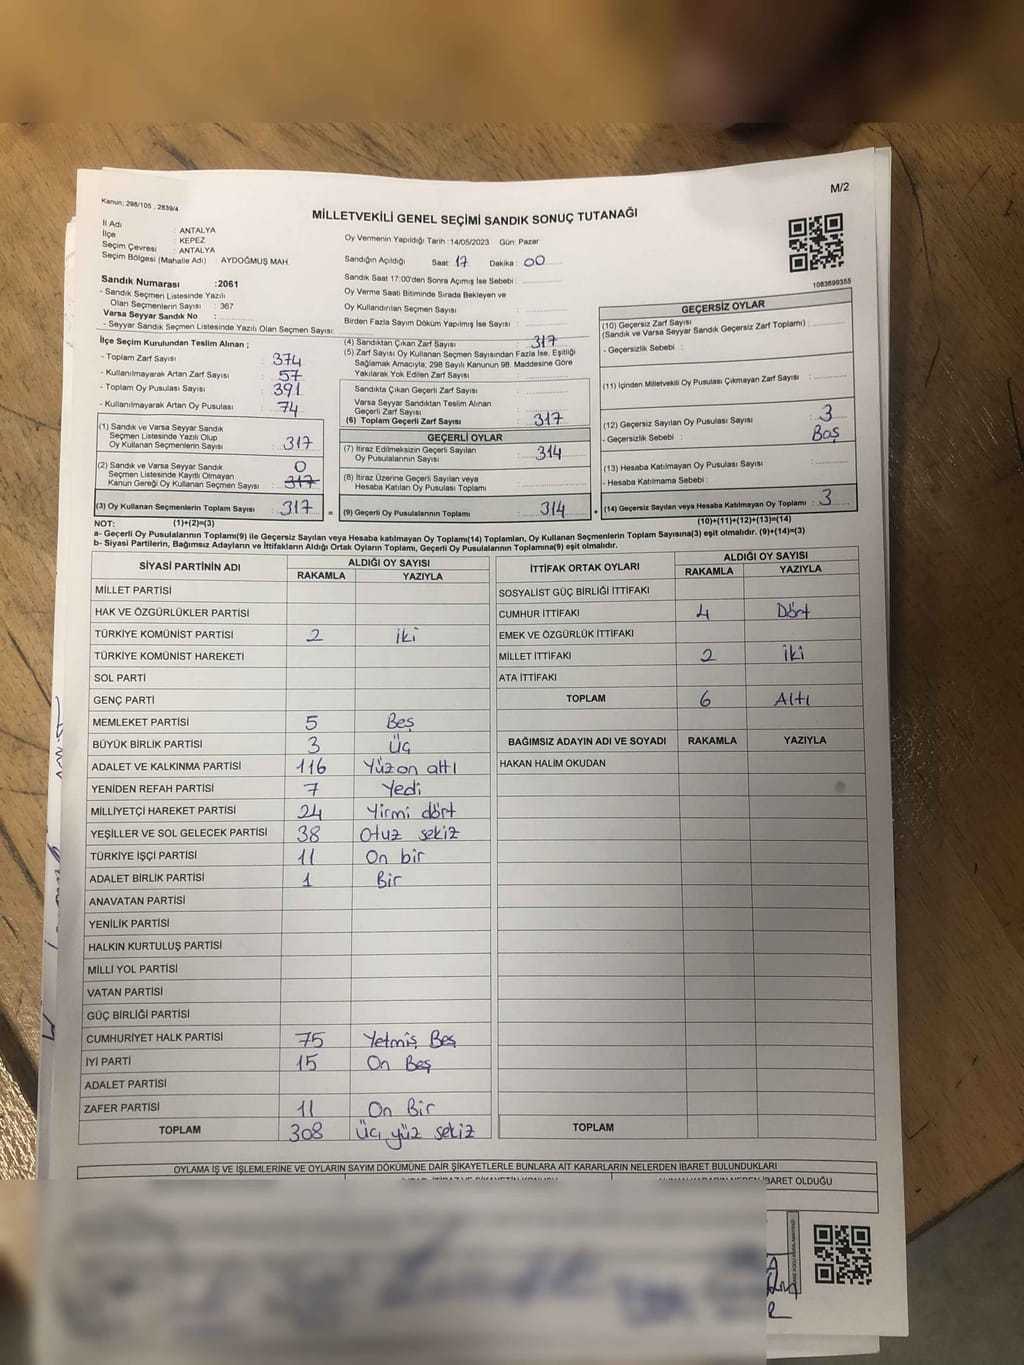 M/2
Kanun; 298/105 , 2839/4
MİLLETVEKİLİ GENEL SEÇİMİ SANDIK SONUÇ TUTANAĞI
İl Adı : ANTALYA
İlçe : KEPEZ
Seçim Çevresi : ANTALYA
Seçim Bölgesi (Mahalle Adı) : AYDOĞMUŞ MAH.
Oy Vermenin Yapıldığı Tarih :14/05/2023 Gün: Pazar
Sandığın Açıldığı Saat: 17 Dakika : 00
Sandık Saat 17:00'den Sonra Açımış İse Sebebi :
Oy Verme Saati Bitiminde Sırada Bekleyen ve
Oy Kullandırılan Seçmen Sayısı :
Birden Fazla Sayım Döküm Yapılmış İse Sayısı :
1083699355
Sandık Numarası :2061
- Sandık Seçmen Listesinde Yazılı
Olan Seçmenlerin Sayısı : 367
Varsa Seyyar Sandık No :
- Seyyar Sandık Seçmen Listesinde Yazılı Olan Seçmen Sayısı:
İlçe Seçim Kurulundan Teslim Alınan ;
- Toplam Zarf Sayısı : 374
- Kullanılmayarak Artan Zarf Sayısı : 57
- Toplam Oy Pusulası Sayısı : 391
- Kullanılmayarak Artan Oy Pusulası : 74
(1) Sandık ve Varsa Seyyar Sandık
Seçmen Listesinde Yazılı Olup
Oy Kullanan Seçmenlerin Sayısı : 317
(2) Sandık ve Varsa Seyyar Sandık 0
Seçmen Listesinde Kayıtlı Olmayan
Kanun Gereği Oy Kullanan Seçmen Sayısı : 317
(3) Oy Kullanan Seçmenlerin Toplam Sayısı : 317 =
(4) Sandıktan Çıkan Zarf Sayısı : 317
(5) Zarf Sayısı Oy Kullanan Seçmen Sayısından Fazla İse, Eşitliği
Sağlamak Amacıyla, 298 Sayılı Kanunun 98. Maddesine Göre
Yakılarak Yok Edilen Zarf Sayısı :
Sandıkta Çıkan Geçerli Zarf Sayısı :
Varsa Seyyar Sandıktan Teslim Alınan
Geçerli Zarf Sayısı :
(6) Toplam Geçerli Zarf Sayısı : 317
GEÇERLİ OYLAR
(7) İtiraz Edilmeksizin Geçerli Sayılan
Oy Pusulalarının Sayısı : 314
(8) İtiraz Üzerine Geçerli Sayılan veya
Hesaba Katılan Oy Pusulası Toplamı :
(9) Geçerli Oy Pusulalarının Toplamı : 314 +
GEÇERSİZ OYLAR
(10) Geçersiz Zarf Sayısı
(Sandık ve Varsa Seyyar Sandık Geçersiz Zarf Toplamı) :
- Geçersizlik Sebebi :
(11) İçinden Milletvekili Oy Pusulası Çıkmayan Zarf Sayısı :
(12) Geçersiz Sayılan Oy Pusulası Sayısı : 3
- Geçersizlik Sebebi : Boş
(13) Hesaba Katılmayan Oy Pusulası Sayısı :
- Hesaba Katılmama Sebebi :
(14) Geçersiz Sayılan veya Hesaba Katılmayan Oy Toplamı : 3
NOT: (1)+(2)=(3) (10)+(11)+(12)+(13)=(14)
a- Geçerli Oy Pusulalarının Toplamı(9) ile Geçersiz Sayılan veya Hesaba Katılmayan Oy Toplamı(14) Toplamları, Oy Kullanan Seçmenlerin Toplam Sayısına(3) eşit olmalıdır. (9)+(14)=(3)
b- Siyasi Partilerin, Bağımsız Adayların ve İttifakların Aldığı Ortak Oyların Toplamı, Geçerli Oy Pusulalarının Toplamına(9) eşit olmalıdır.
SİYASİ PARTİNİN ADI ALDIĞI OY SAYISI
RAKAMLA YAZIYLA
MİLLET PARTİSİ
HAK VE ÖZGÜRLÜKLER PARTİSİ
TÜRKİYE KOMÜNİST PARTİSİ 2 iki
TÜRKİYE KOMÜNİST HAREKETİ
SOL PARTİ
GENÇ PARTİ
MEMLEKET PARTİSİ 5 Beş
BÜYÜK BİRLİK PARTİSİ 3 Üç
ADALET VE KALKINMA PARTİSİ 116 Yüzon altı
YENİDEN REFAH PARTİSİ 7 Yedi
MİLLİYETÇİ HAREKET PARTİSİ 24 Yirmi dört
YEŞİLLER VE SOL GELECEK PARTİSİ 38 Otuz sekiz
TÜRKİYE İŞÇİ PARTİSİ 11 On bir
ADALET BİRLİK PARTİSİ 1 Bir
ANAVATAN PARTİSİ
YENİLİK PARTİSİ
HALKIN KURTULUŞ PARTİSİ
MİLLİ YOL PARTİSİ
VATAN PARTİSİ
GÜÇ BİRLİĞİ PARTİSİ
CUMHURİYET HALK PARTİSİ 75 Yetmiş Beş
İYİ PARTİ 15 On Beş
ADALET PARTİSİ
ZAFER PARTİSİ 11 On Bir
TOPLAM 308 Üç yüz sekiz
İTTİFAK ORTAK OYLARI ALDIĞI OY SAYISI
RAKAMLA YAZIYLA
SOSYALİST GÜÇ BİRLİĞİ İTTİFAKI
CUMHUR İTTİFAKI 4 Dört
EMEK VE ÖZGÜRLÜK İTTİFAKI
MİLLET İTTİFAKI 2 iki
ATA İTTİFAKI
TOPLAM 6 Altı
BAĞIMSIZ ADAYIN ADI VE SOYADI RAKAMLA YAZIYLA
HAKAN HALİM OKUDAN
TOPLAM
OYLAMA İŞ VE İŞLEMLERİNE VE OYLARIN SAYIM DÖKÜMÜNE DAİR ŞİKAYETLERLE BUNLARA AİT KARARLARIN NELERDEN İBARET BULUNDUKLARI
İBARET OLDUĞU